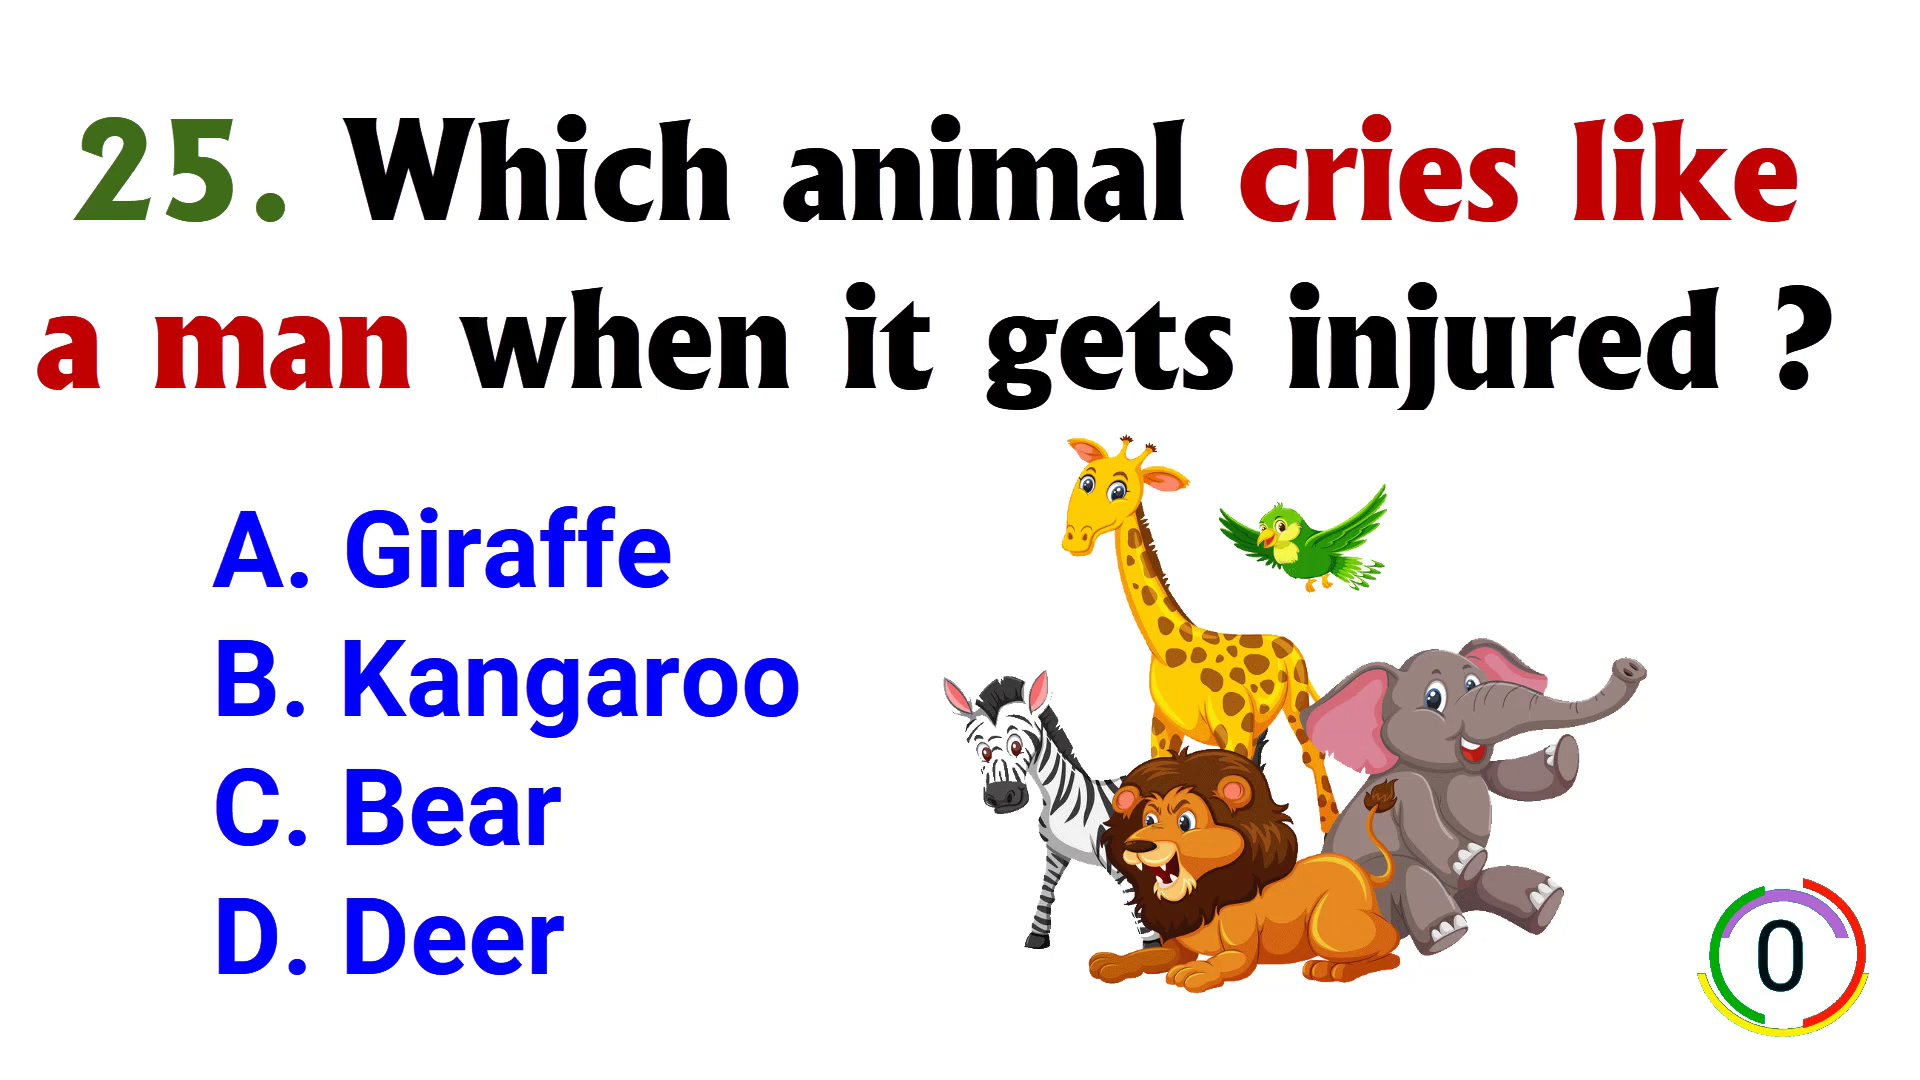 25. Which animal cries like
a man when it gets injured ?
A. Giraffe
B. Kangaroo
C. Bear
D. Deer
0